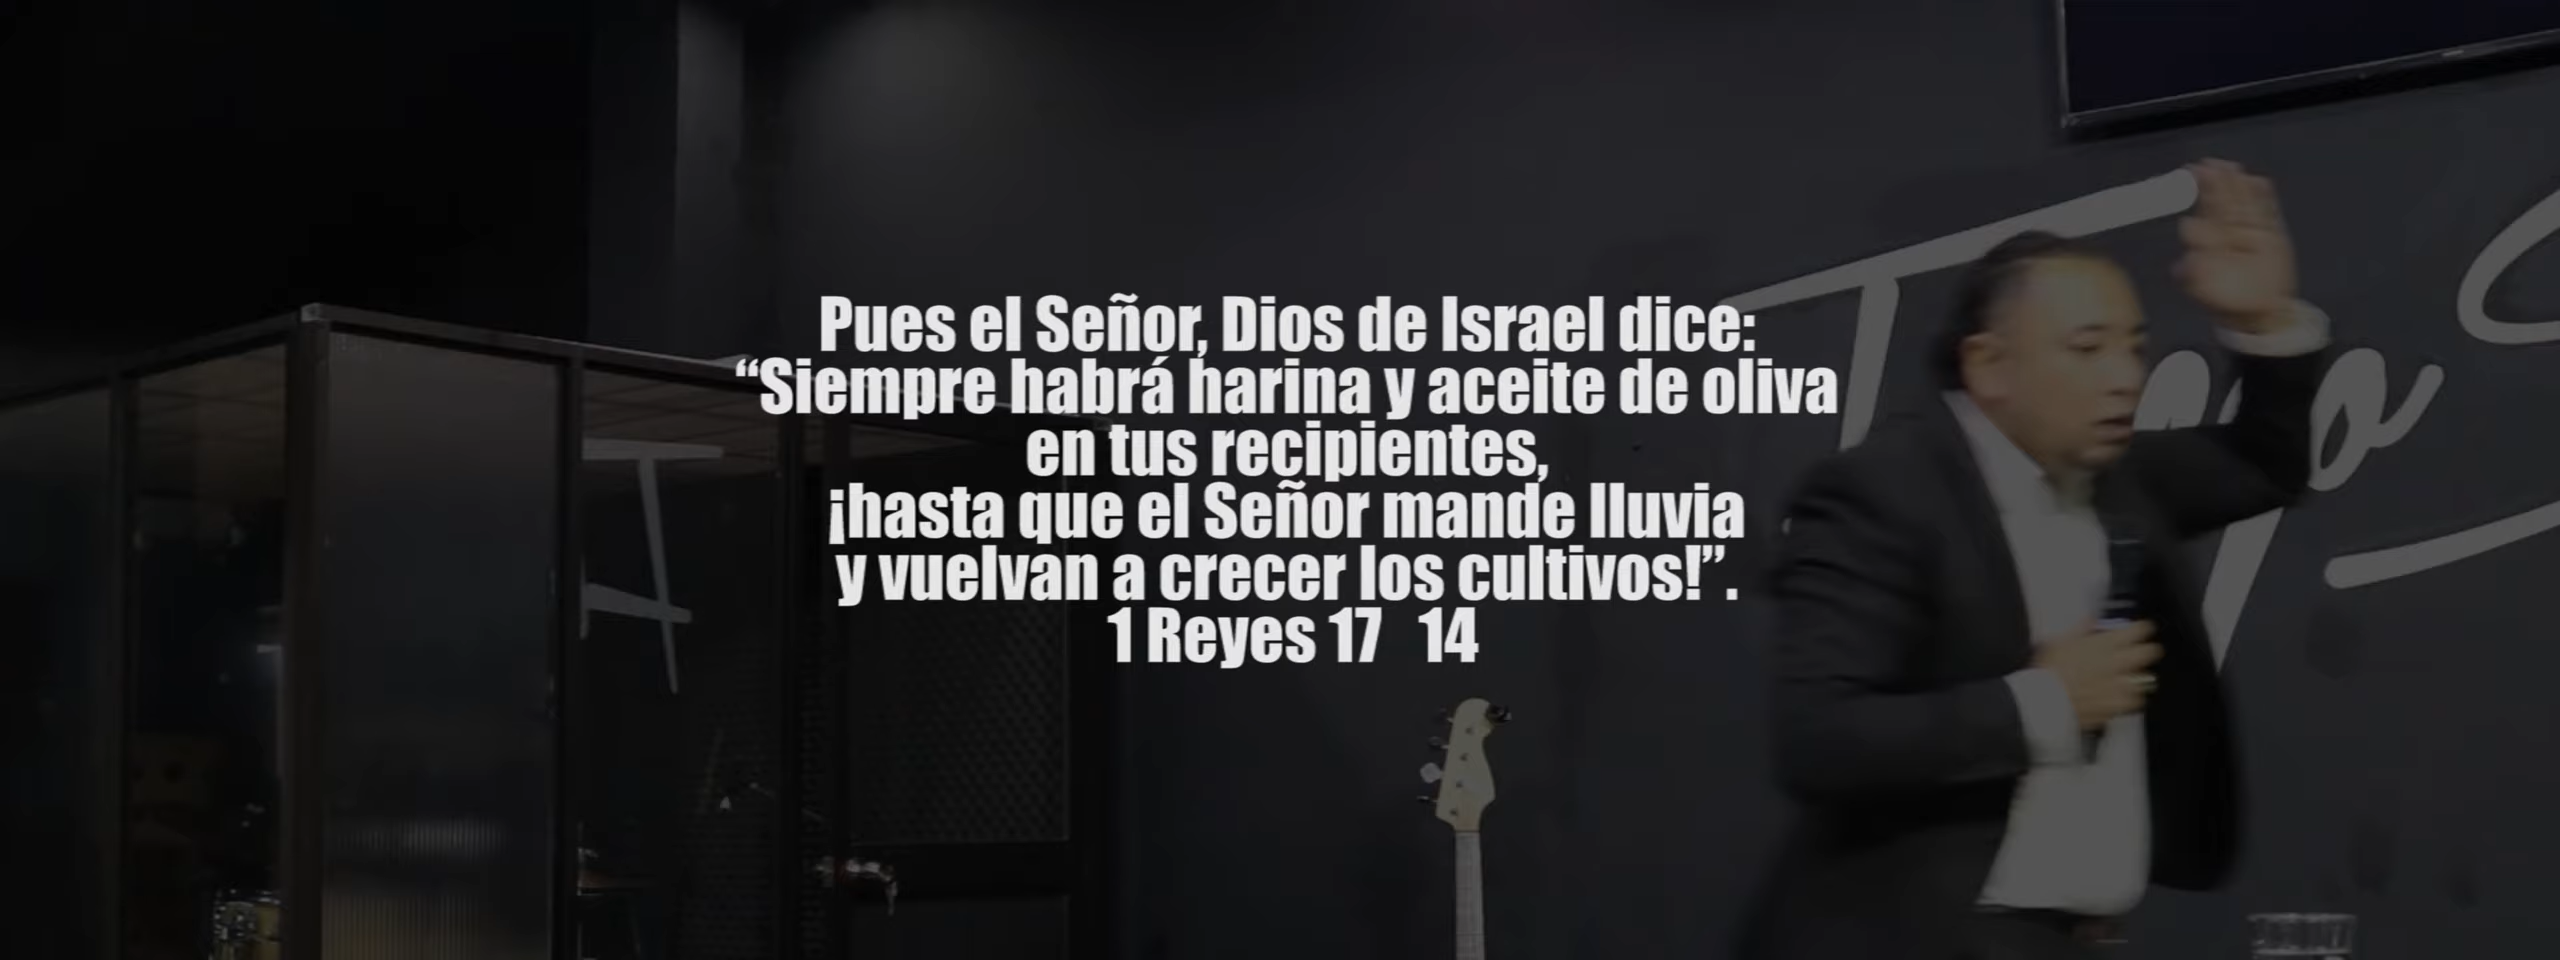 Pues el Señor, Dios de Israel dice:
“Siempre habrá harina y aceite de oliva
en tus recipientes,
¡hasta que el Señor mande lluvia
y vuelvan a crecer los cultivos!”.
1 Reyes 17   14